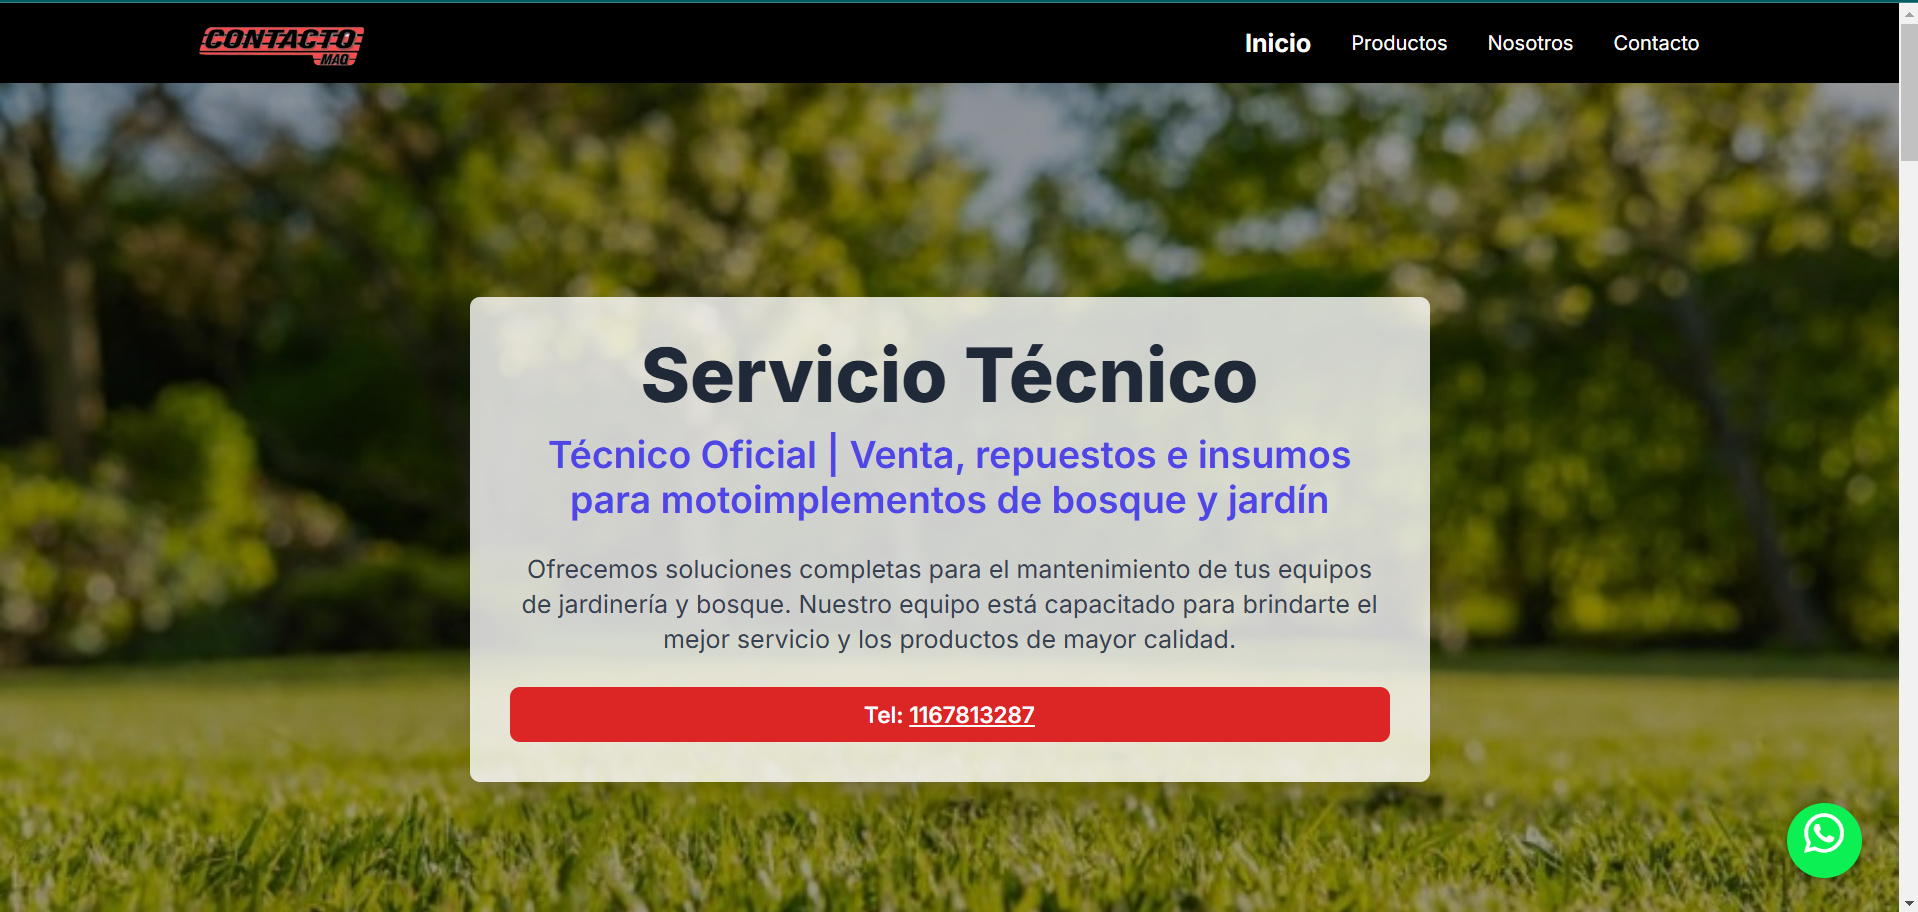 CONTACTO
MAQ
Inicio Productos Nosotros Contacto
Servicio Técnico
Técnico Oficial | Venta, repuestos e insumos
para motoimplementos de bosque y jardín
Ofrecemos soluciones completas para el mantenimiento de tus equipos
de jardinería y bosque. Nuestro equipo está capacitado para brindarte el
mejor servicio y los productos de mayor calidad.
Tel: 1167813287